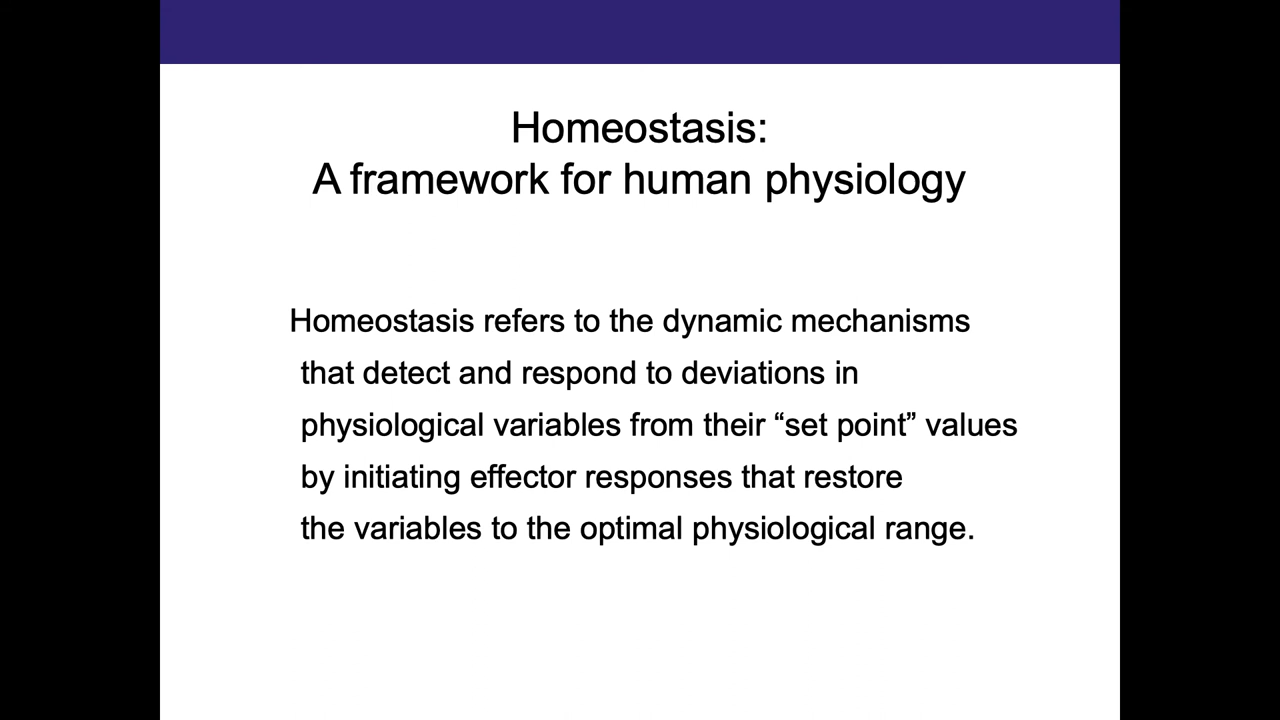 Homeostasis:
A framework for human physiology
Homeostasis refers to the dynamic mechanisms
that detect and respond to deviations in
physiological variables from their “set point” values
by initiating effector responses that restore
the variables to the optimal physiological range.